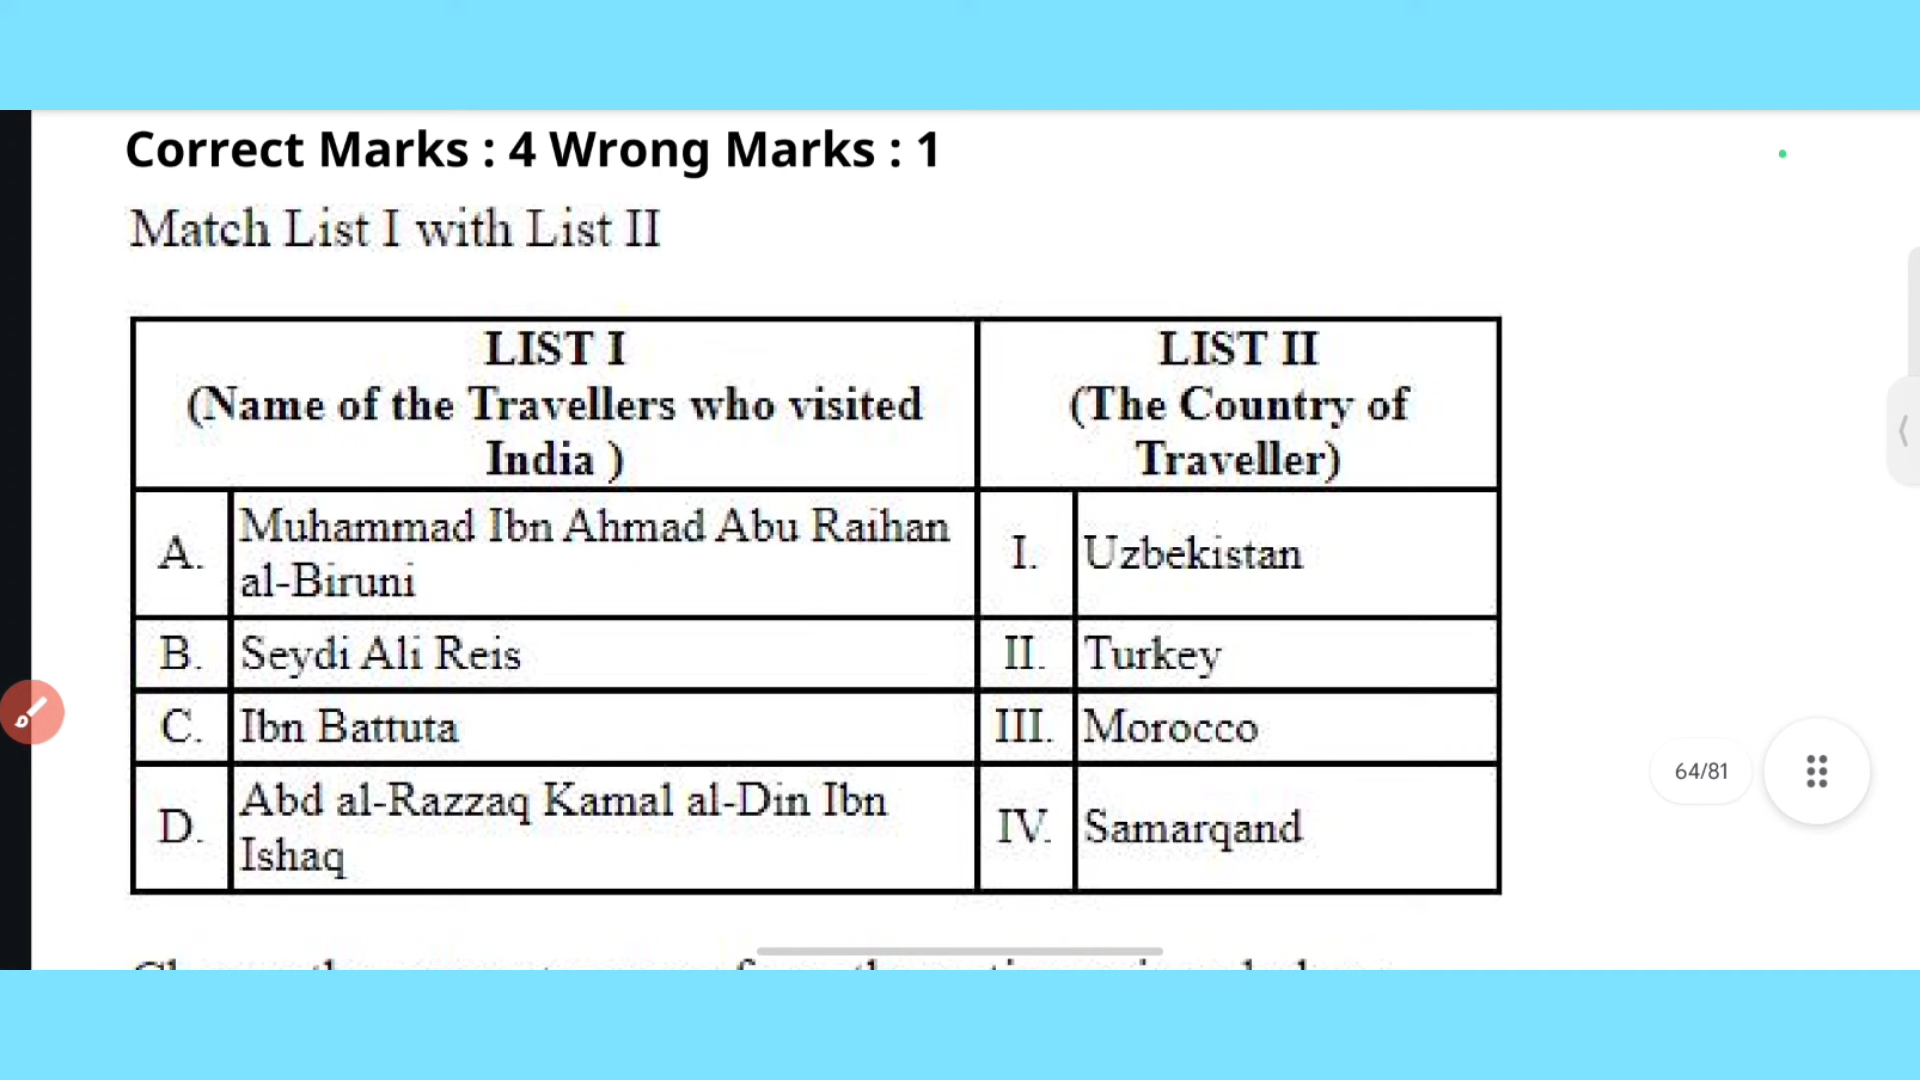 Correct Marks : 4 Wrong Marks : 1
Match List I with List II
LIST I
(Name of the Travellers who visited
India )
LIST II
(The Country of
Traveller)
A.
Muhammad Ibn Ahmad Abu Raihan
al-Biruni
I.
Uzbekistan
B.
Seydi Ali Reis
II.
Turkey
C.
Ibn Battuta
III.
Morocco
D.
Abd al-Razzaq Kamal al-Din Ibn
Ishaq
IV.
Samarqand
64/81